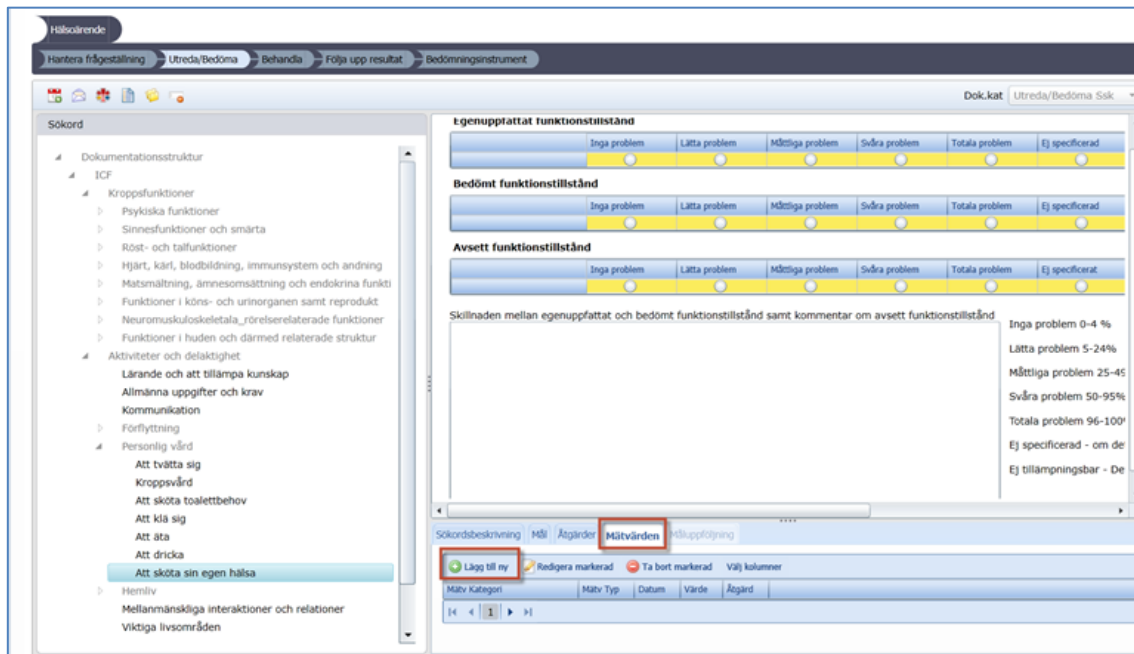 Hälsoärende
Hantera frågeställning Utreda/Bedöma Behandla Följa upp resultat Bedömningsinstrument
Dok.kat Utreda/Bedöma Ssk
Sökord
Dokumentationsstruktur
ICF
Kroppsfunktioner
Psykiska funktioner
Sinnesfunktioner och smärta
Röst- och talfunktioner
Hjärt, kärl, blodbildning, immunsystem och andning
Matsmältning, ämnesomsättning och endokrina funkti
Funktioner i köns- och urinorganen samt reprodukt
Neuromuskuloskeletala_rörelserelaterade funktioner
Funktioner i huden och därmed relaterade struktur
Aktiviteter och delaktighet
Lärande och att tillämpa kunskap
Allmänna uppgifter och krav
Kommunikation
Förflyttning
Personlig vård
Att tvätta sig
Kroppsvård
Att sköta toalettbehov
Att klä sig
Att äta
Att dricka
Att sköta sin egen hälsa
Hemliv
Mellanmänskliga interaktioner och relationer
Viktiga livsområden
Egenuppfattat funktionstillstånd
Inga problem Lätta problem Måttliga problem Svåra problem Totala problem Ej specificerad
Bedömt funktionstillstånd
Inga problem Lätta problem Måttliga problem Svåra problem Totala problem Ej specificerad
Avsett funktionstillstånd
Inga problem Lätta problem Måttliga problem Svåra problem Totala problem Ej specificerat
Skillnaden mellan egenuppfattat och bedömt funktionstillstånd samt kommentar om avsett funktionstillstånd
Inga problem 0-4 %
Lätta problem 5-24%
Måttliga problem 25-49
Svåra problem 50-95%
Totala problem 96-100%
Ej specificerad - om de
Ej tillämpningsbar - De
Sökordsbeskrivning Mål Åtgärder Mätvärden Måluppföljning
Lägg till ny Redigera markerad Ta bort markerad Välj kolumner
Mätv Kategori Mätv Typ Datum Värde Åtgärd
1